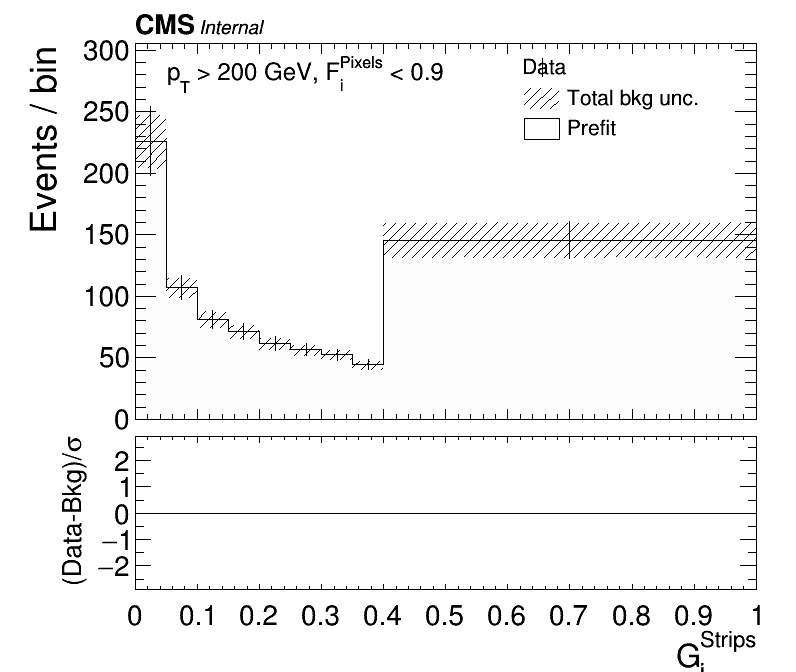 CMS Internal
p_T > 200 GeV, F_i^Pixels < 0.9
Data
Total bkg unc.
Prefit
Events / bin
300
250
200
150
100
50
0
(Data-Bkg)/σ
2
1
0
−1
−2
0 0.1 0.2 0.3 0.4 0.5 0.6 0.7 0.8 0.9 1
G_i^Strips